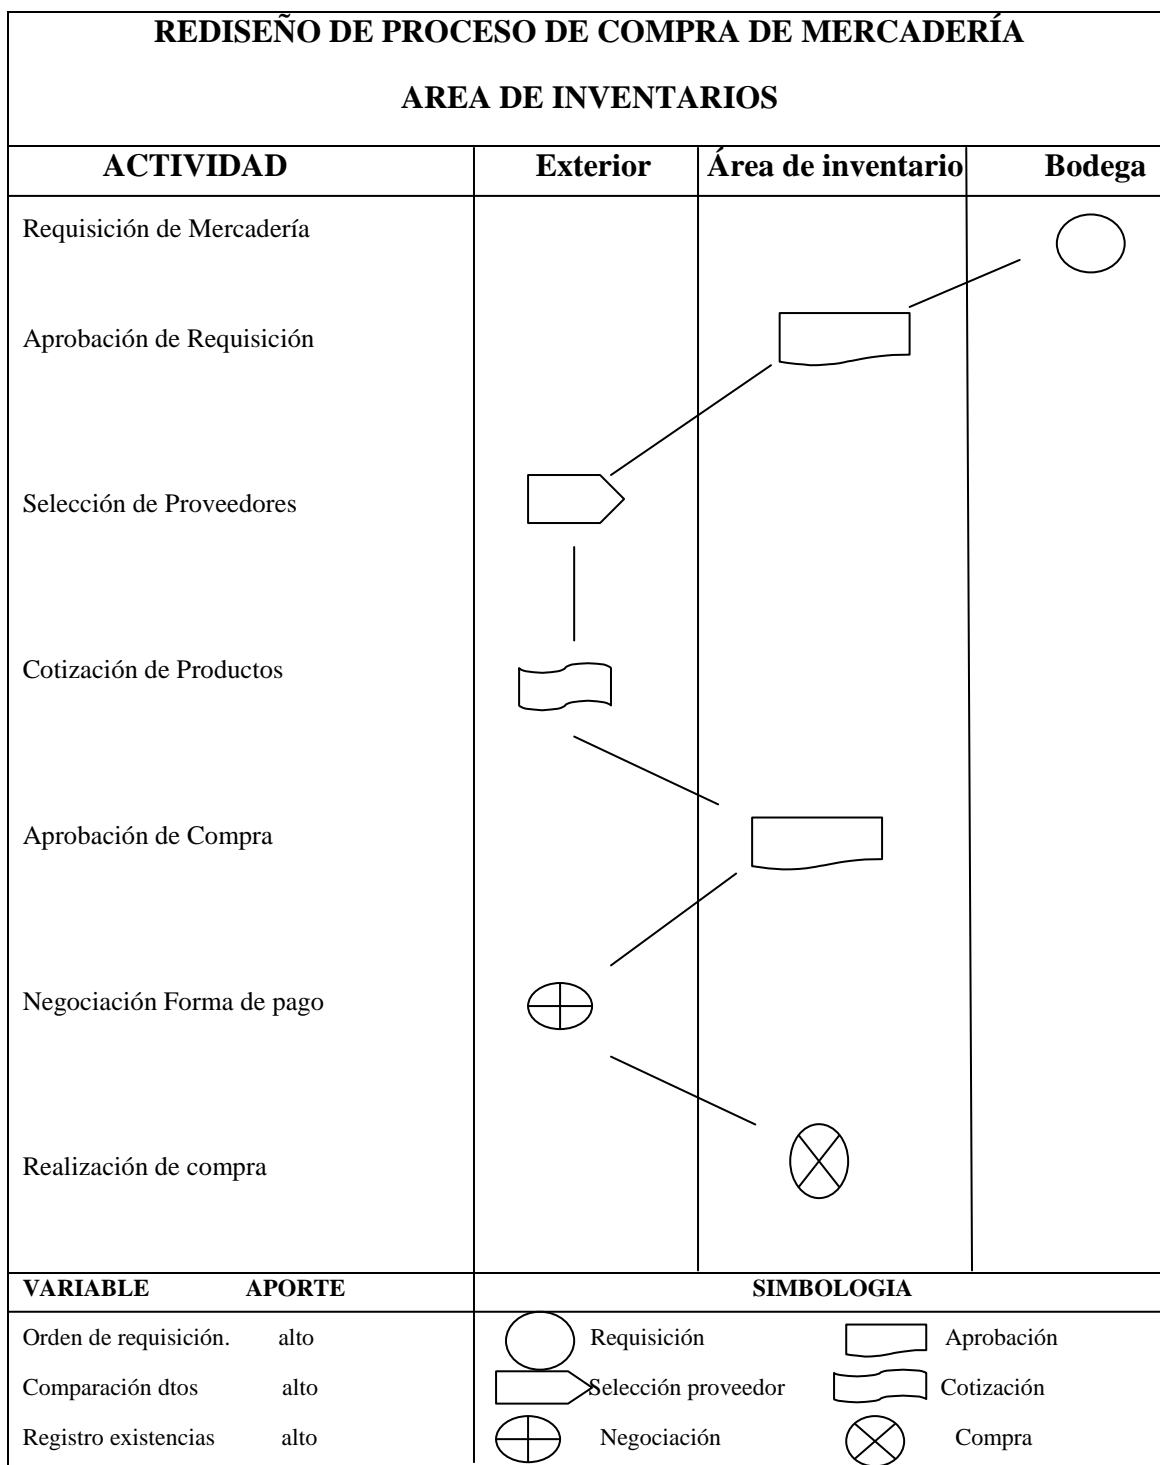 REDISEÑO DE PROCESO DE COMPRA DE MERCADERÍA
AREA DE INVENTARIOS
ACTIVIDAD Exterior Área de inventario Bodega
Requisición de Mercadería
Aprobación de Requisición
Selección de Proveedores
Cotización de Productos
Aprobación de Compra
Negociación Forma de pago
Realización de compra
VARIABLE APORTE SIMBOLOGIA
Orden de requisición. alto Requisición Aprobación
Comparación dtos alto Selección proveedor Cotización
Registro existencias alto Negociación Compra